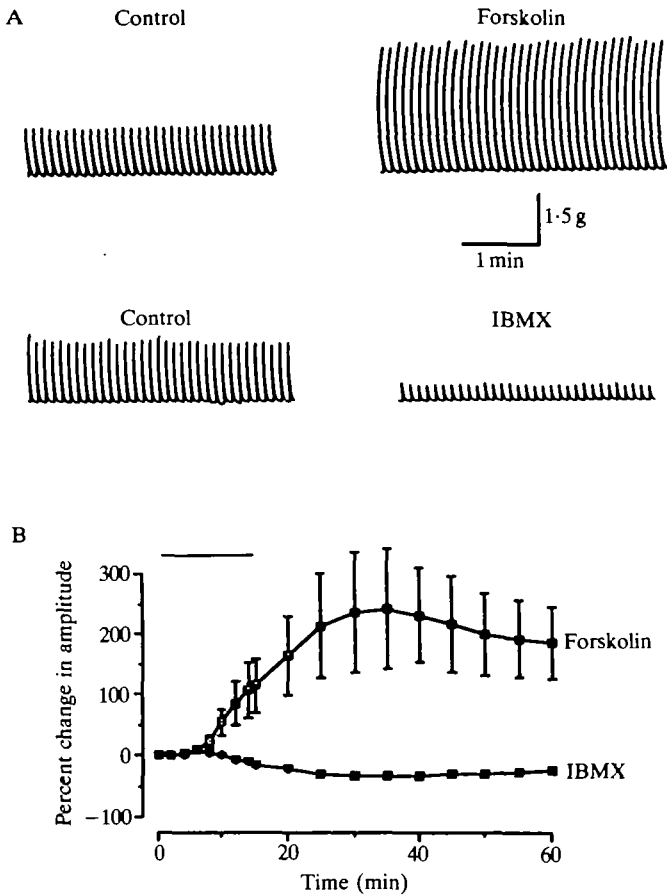 A
Control
Forskolin
1·5 g
1 min
Control
IBMX
B
Percent change in amplitude
300
200
100
0
−100
Forskolin
IBMX
0
20
40
60
Time (min)